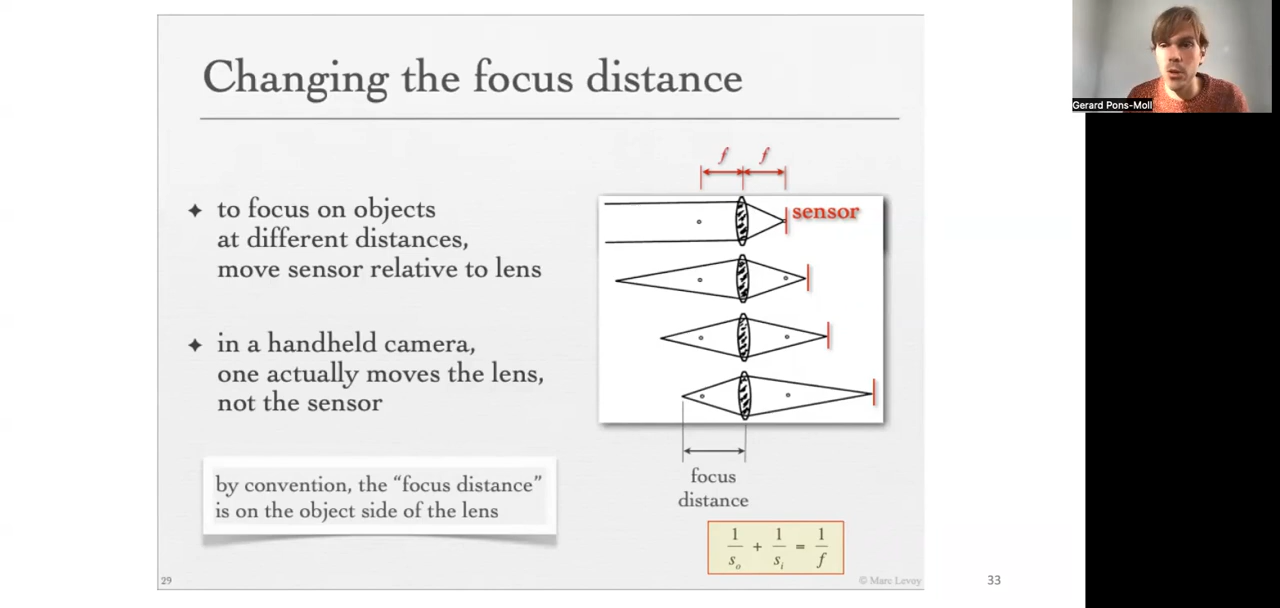 Changing the focus distance
Gerard Pons-Moll
f f
sensor
✦ to focus on objects
at different distances,
move sensor relative to lens
✦ in a handheld camera,
one actually moves the lens,
not the sensor
by convention, the “focus distance”
is on the object side of the lens
focus
distance
1/sₒ + 1/sᵢ = 1/f
29
© Marc Levoy
33